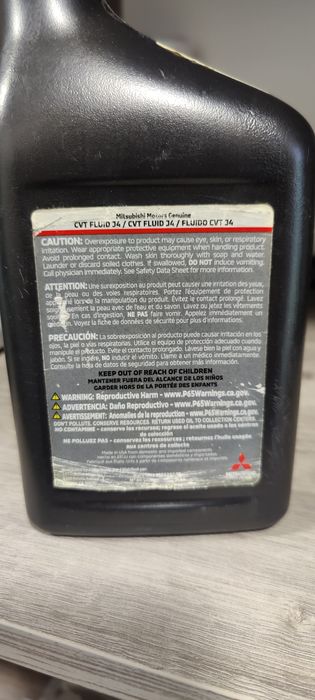 Mitsubishi Motors Genuine
CVT FLUID J4 / CVT FLUID J4 / FLUIDO CVT J4
CAUTION: Overexposure to product may cause eye, skin, or respiratory
irritation. Wear appropriate protective equipment when handling product.
Avoid prolonged contact. Wash skin thoroughly with soap and water.
Launder or discard soiled clothes. If swallowed, DO NOT induce vomiting.
Call physician immediately. See Safety Data Sheet for more information.
ATTENTION: Une surexposition au produit peut causer une irritation des yeux,
de la peau ou des voies respiratoires. Portez l'équipement de protection
lors de la manipulation du produit. Évitez le contact prolongé. Lavez
la peau avec de l'eau et du savon. Lavez ou jetez les vêtements
En cas d'ingestion, NE PAS faire vomir. Appelez immédiatement un
Voyez la fiche de données de sécurité pour plus d'informations.
PRECAUCIÓN: La sobreexposición al producto puede causar irritación en los
ojos, la piel o vías respiratorias. Utilice el equipo de protección adecuado cuando
manipule el producto. Evite el contacto prolongado. Lávese bien la piel con agua y
jabón. Si se ingiere, NO inducir el vómito. Llame a un médico inmediatamente.
Consulte la hoja de datos de seguridad para obtener más información.
KEEP OUT OF REACH OF CHILDREN
MANTENER FUERA DEL ALCANCE DE LOS NIÑOS
GARDER HORS DE LA PORTÉE DES ENFANTS
WARNING: Reproductive Harm - www.P65Warnings.ca.gov.
ADVERTENCIA: Daño Reproductivo - www.P65Warnings.ca.gov.
AVERTISSEMENT: Anomalies de la reproduction - www.P65Warnings.ca.gov.
DON'T POLLUTE. CONSERVE RESOURCES. RETURN USED OIL TO COLLECTION CENTERS.
NO CONTAMINE - conserve los recursos; regrese el aceite usado a los centros
de colección
NE POLLUEZ PAS - conservez les ressources; retournez l'huile usagée
aux centres de collecte
Made in USA from domestic and imported components